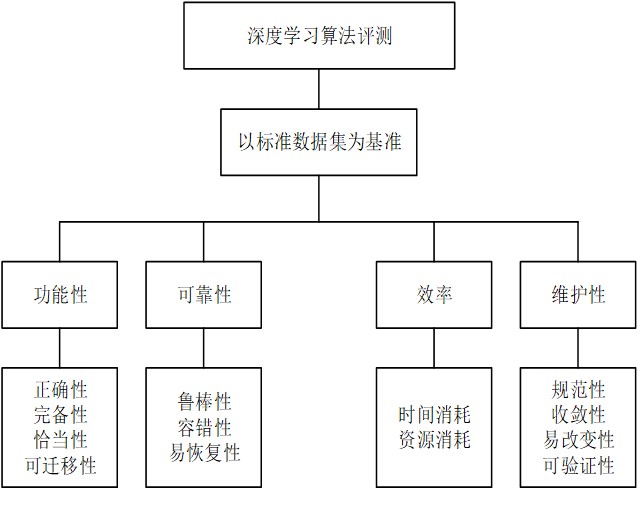 深度学习算法评测
以标准数据集为基准
功能性
可靠性
效率
维护性
正确性
完备性
恰当性
可迁移性
鲁棒性
容错性
易恢复性
时间消耗
资源消耗
规范性
收敛性
易改变性
可验证性